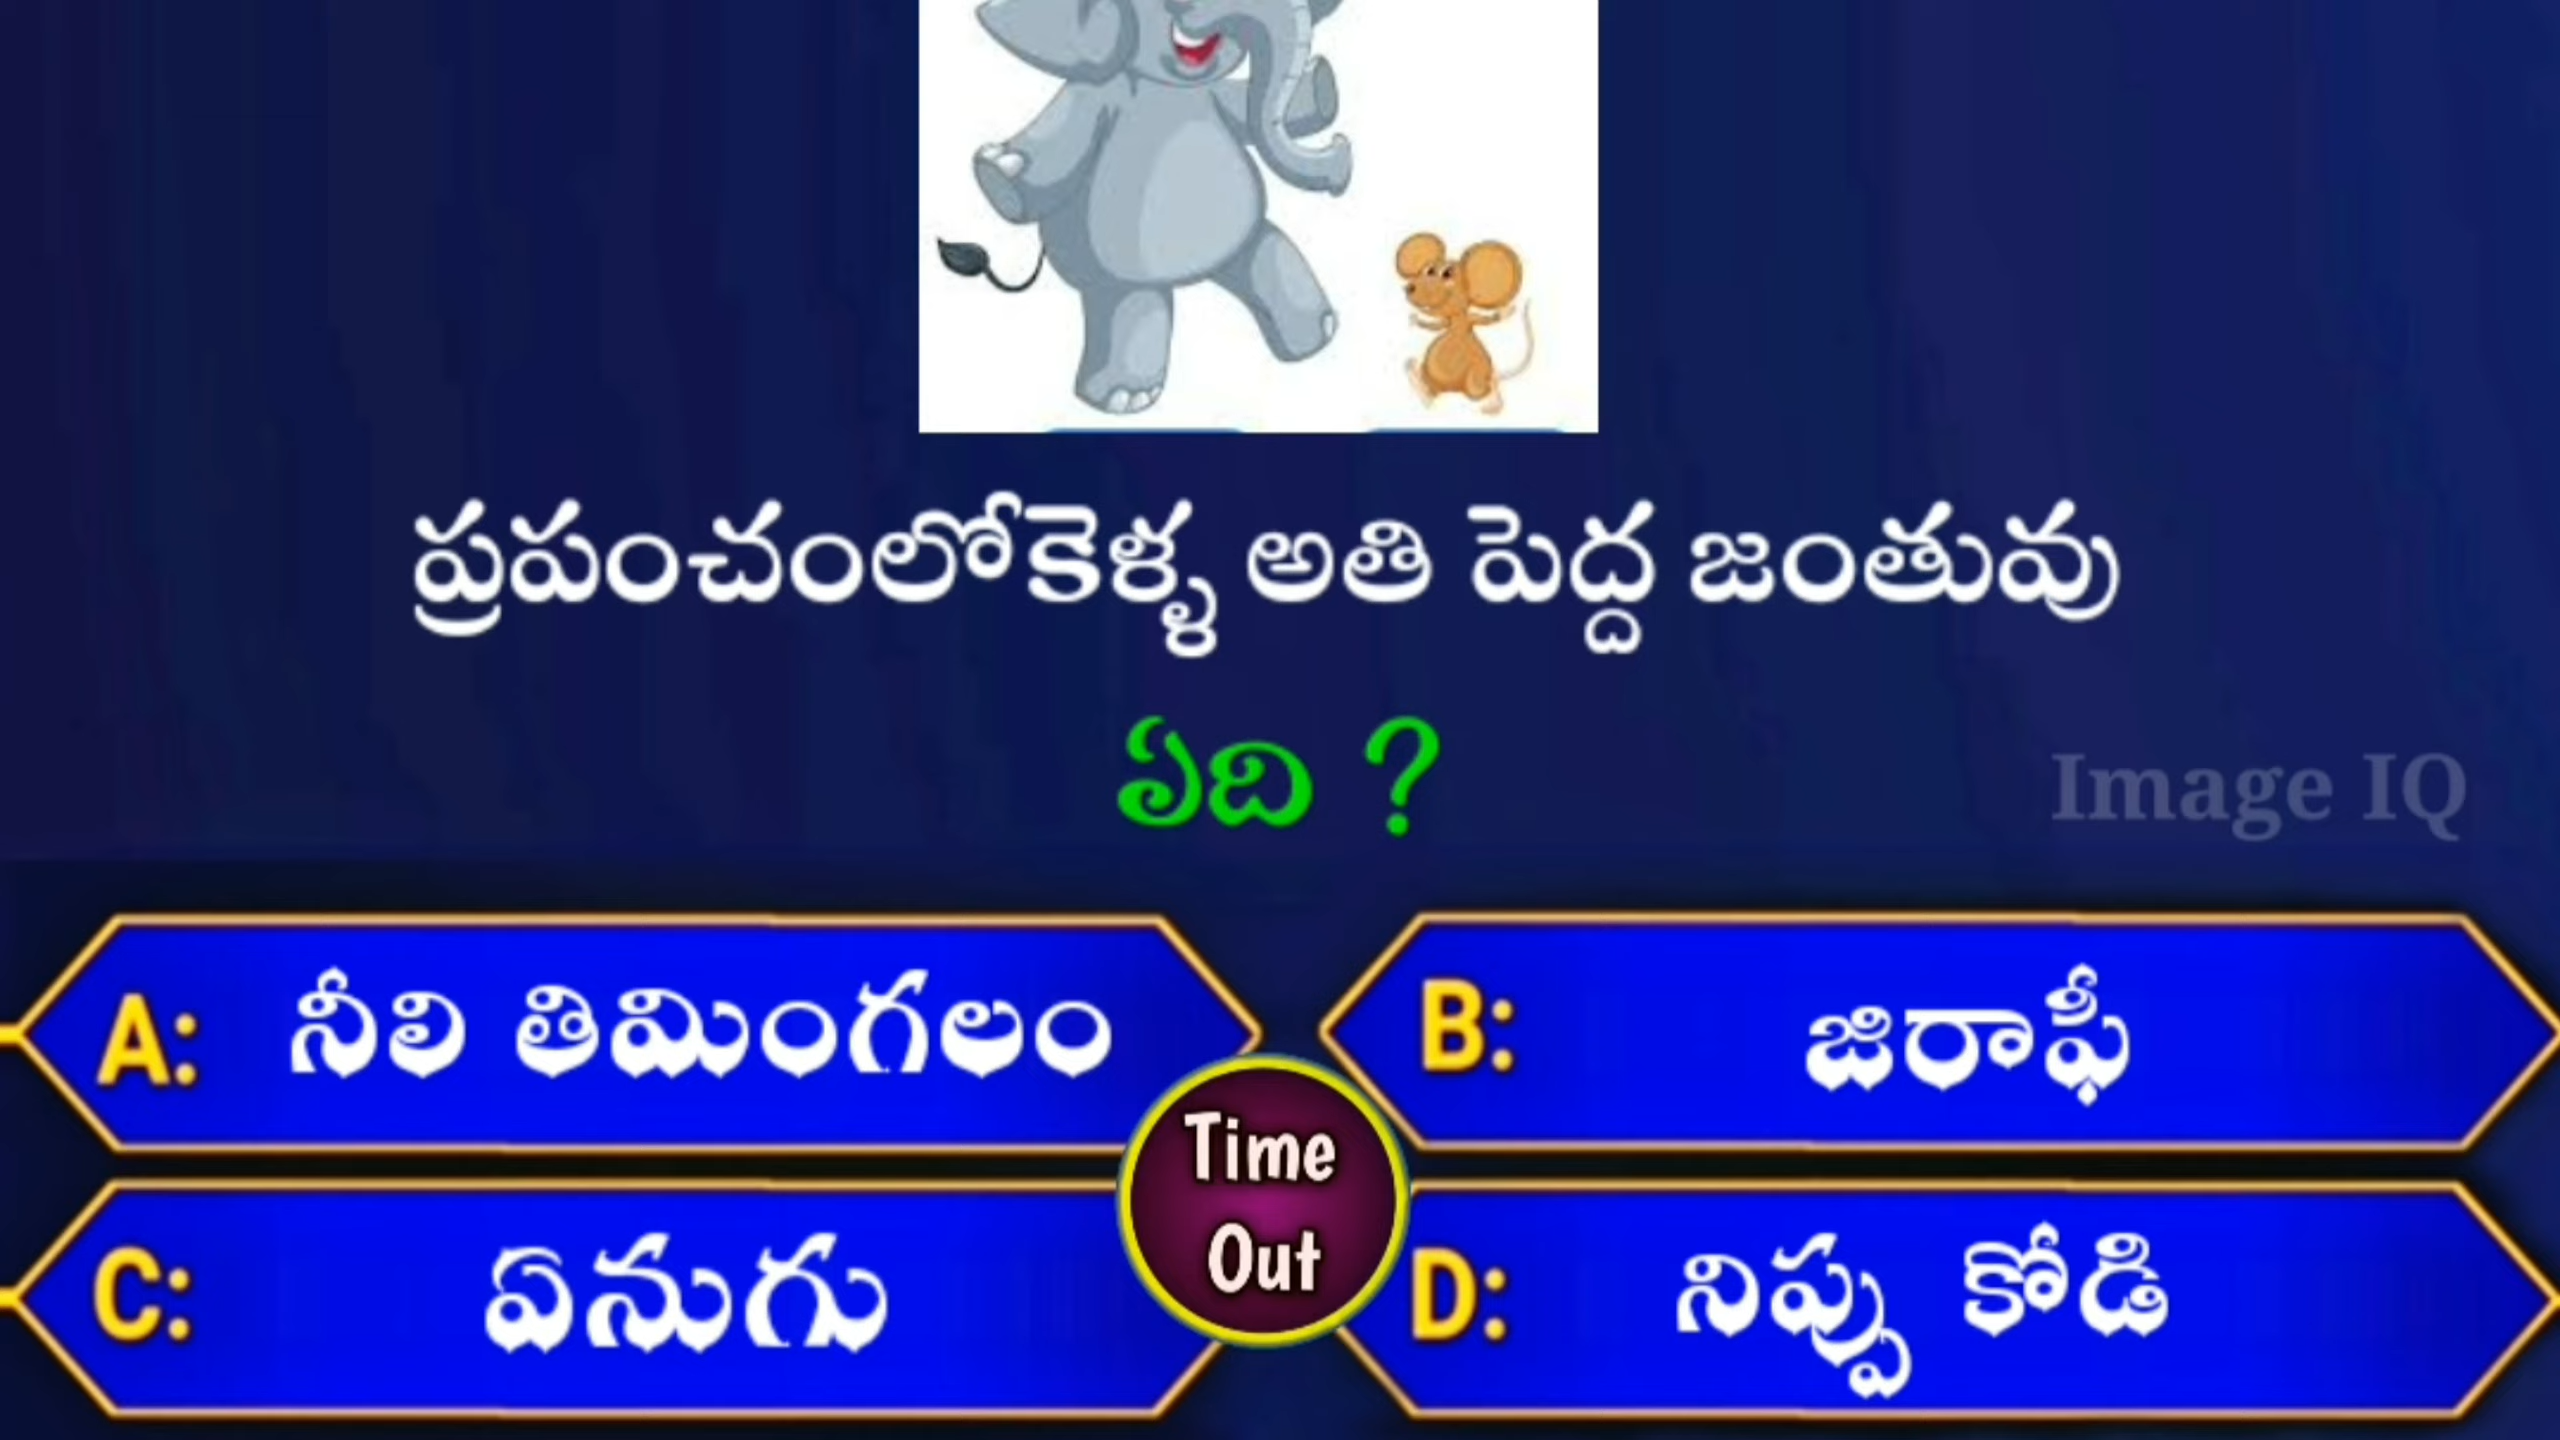 ప్రపంచంలోకెళ్ళ అతి పెద్ద జంతువు
ఏది ?
Image IQ
A: నీలి తిమింగలం
B: జిరాఫీ
Time
Out
C: ఏనుగు
D: నిప్పు కోడి